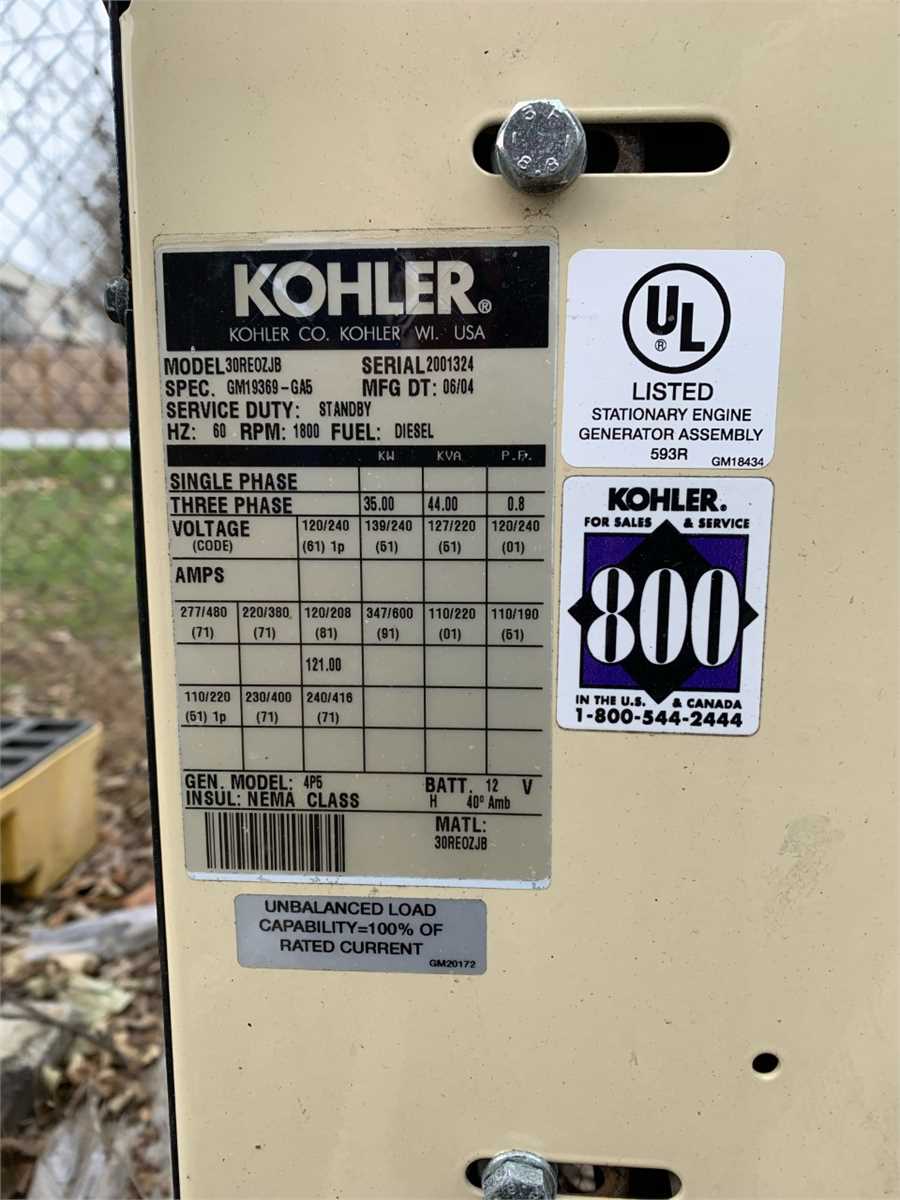 KOHLER®
KOHLER CO. KOHLER, WI. USA
MODEL 30REOZJB SERIAL 2001324
SPEC. GM19369-GA5 MFG DT: 06/04
SERVICE DUTY: STANDBY
HZ: 60 RPM: 1800 FUEL: DIESEL
KW KVA P.F.
SINGLE PHASE
THREE PHASE 35.00 44.00 0.8
VOLTAGE 120/240 139/240 127/220 120/240
(CODE) (61) 1p (51) (51) (01)
AMPS
277/480 220/380 120/208 347/600 110/220 110/190
(71) (71) (81) (91) (01) (51)
121.00
110/220 230/400 240/416
(51) 1p (71) (71)
GEN. MODEL: 4P5 BATT. 12 V
INSUL: NEMA CLASS H 40° Amb
MATL:
30REOZJB
UNBALANCED LOAD
CAPABILITY=100% OF
RATED CURRENT
GM20172
UL
®
LISTED
STATIONARY ENGINE
GENERATOR ASSEMBLY
593R
GM18434
KOHLER.
FOR SALES & SERVICE
800
IN THE U.S. & CANADA
1-800-544-2444
8.8